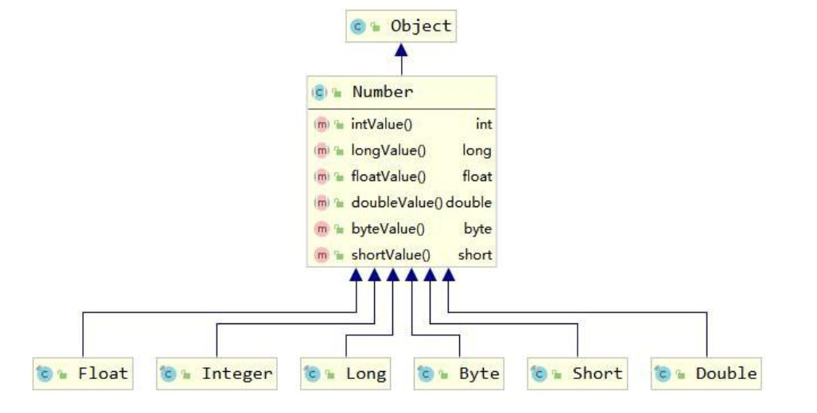 Object
Number
intValue() int
longValue() long
floatValue() float
doubleValue() double
byteValue() byte
shortValue() short
Float Integer Long Byte Short Double